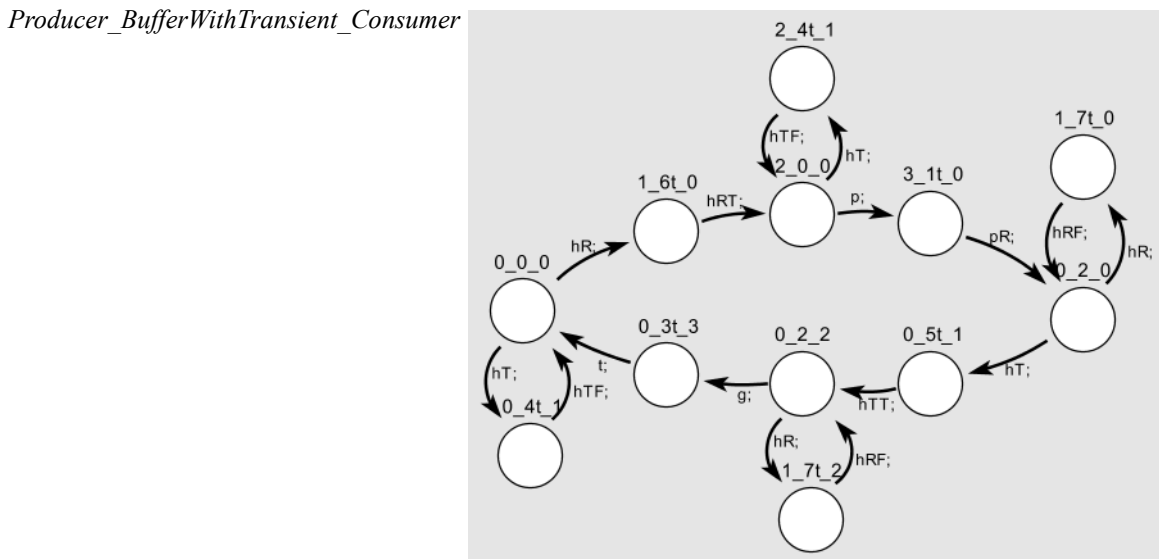 Producer_BufferWithTransient_Consumer
2_4t_1
hTF;
hT;
2_0_0
1_7t_0
1_6t_0
3_1t_0
hRT;
p;
hR;
pR;
hRF;
hR;
0_0_0
0_2_0
0_3t_3
0_2_2
0_5t_1
hT;
t;
hT;
hTF;
g;
hTT;
0_4t_1
hR;
hRF;
1_7t_2